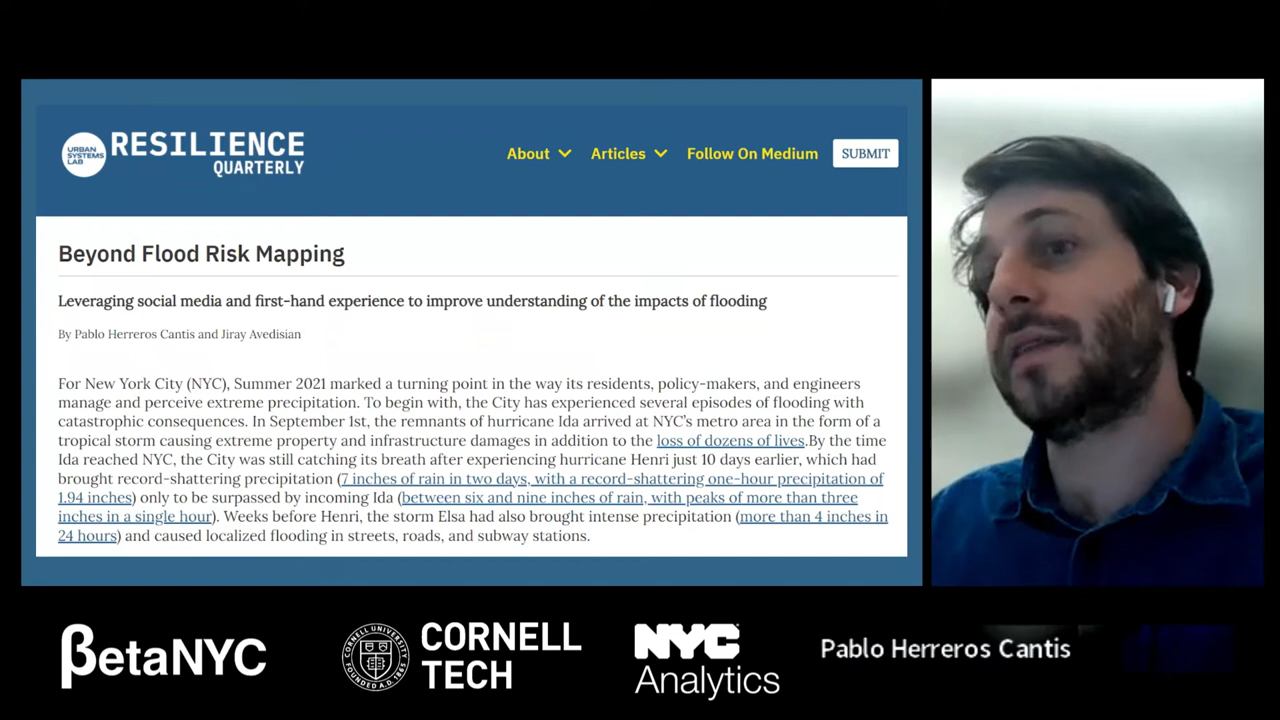 URBAN
SYSTEMS
LAB
RESILIENCE
QUARTERLY
About
Articles
Follow On Medium
SUBMIT
Beyond Flood Risk Mapping
Leveraging social media and first-hand experience to improve understanding of the impacts of flooding
By Pablo Herreros Cantis and Jiray Avedisian
For New York City (NYC), Summer 2021 marked a turning point in the way its residents, policy-makers, and engineers
manage and perceive extreme precipitation. To begin with, the City has experienced several episodes of flooding with
catastrophic consequences. In September 1st, the remnants of hurricane Ida arrived at NYC's metro area in the form of a
tropical storm causing extreme property and infrastructure damages in addition to the loss of dozens of lives.By the time
Ida reached NYC, the City was still catching its breath after experiencing hurricane Henri just 10 days earlier, which had
brought record-shattering precipitation (7 inches of rain in two days, with a record-shattering one-hour precipitation of
1.94 inches) only to be surpassed by incoming Ida (between six and nine inches of rain, with peaks of more than three
inches in a single hour). Weeks before Henri, the storm Elsa had also brought intense precipitation (more than 4 inches in
24 hours) and caused localized flooding in streets, roads, and subway stations.
βetaNYC
CORNELL UNIVERSITY
FOUNDED A.D. 1865
CORNELL
TECH
NYC
Analytics
Pablo Herreros Cantis